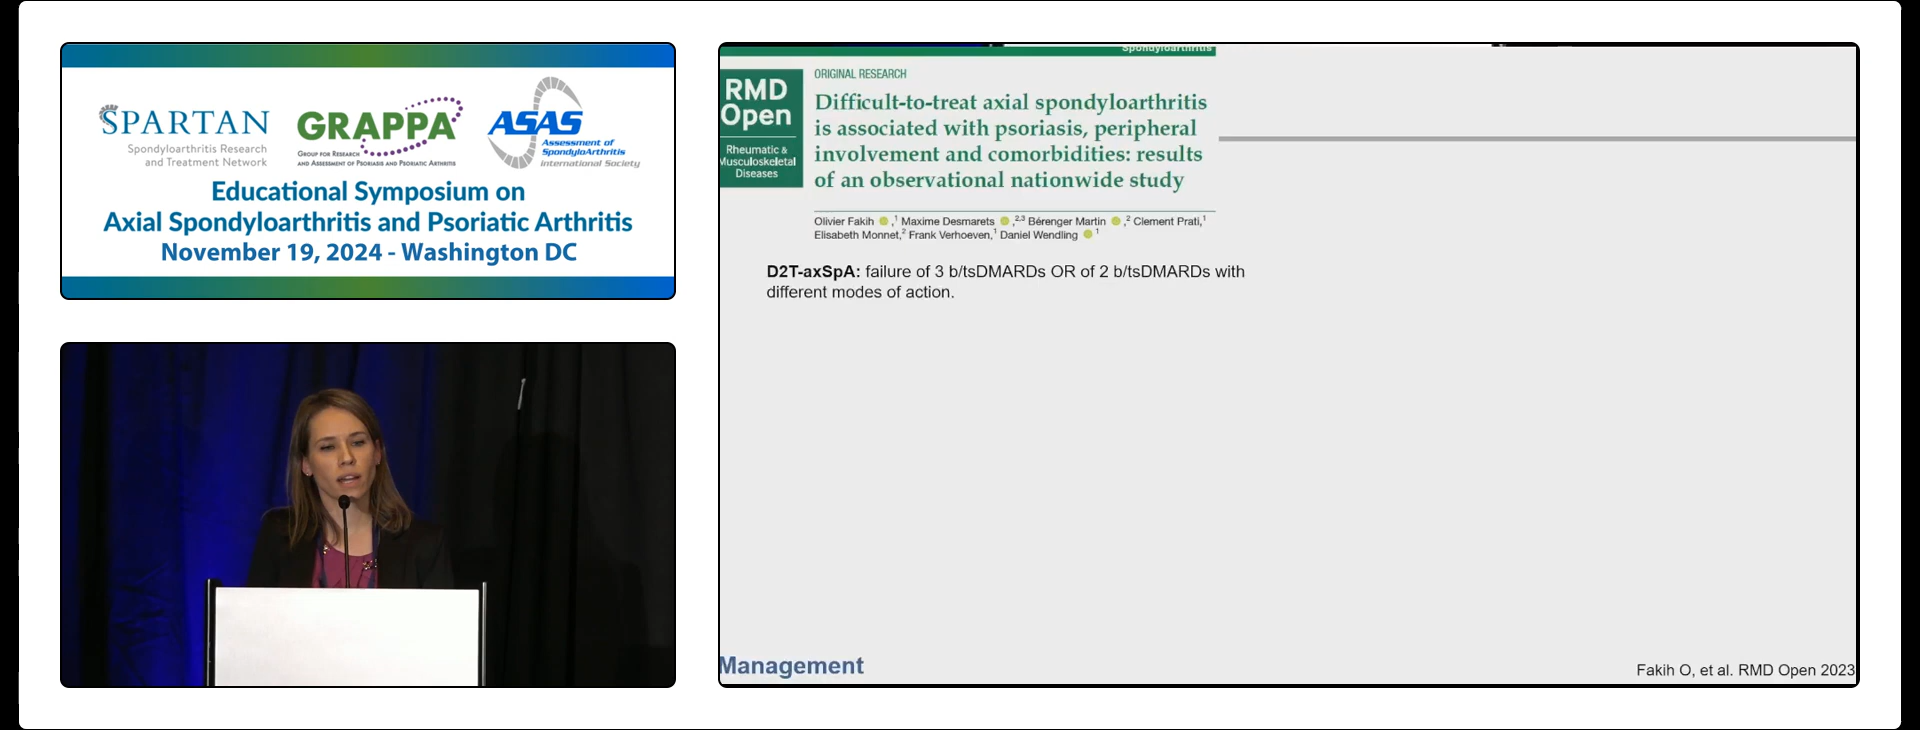 SPARTAN
Spondyloarthritis Research
and Treatment Network
GRAPPA
GROUP FOR RESEARCH
AND ASSESSMENT OF PSORIASIS AND PSORIATIC ARTHRITIS
ASAS
Assessment of
SpondyloArthritis
international Society
Educational Symposium on
Axial Spondyloarthritis and Psoriatic Arthritis
November 19, 2024 - Washington DC
Spondyloarthritis
RMD
Open
Rheumatic &
Musculoskeletal
Diseases
ORIGINAL RESEARCH
Difficult-to-treat axial spondyloarthritis
is associated with psoriasis, peripheral
involvement and comorbidities: results
of an observational nationwide study
Olivier Fakih ,1 Maxime Desmarets ,2,3 Bérenger Martin ,2 Clement Prati,1
Elisabeth Monnet,2 Frank Verhoeven,1 Daniel Wendling 1
D2T-axSpA: failure of 3 b/tsDMARDs OR of 2 b/tsDMARDs with
different modes of action.
Management
Fakih O, et al. RMD Open 2023